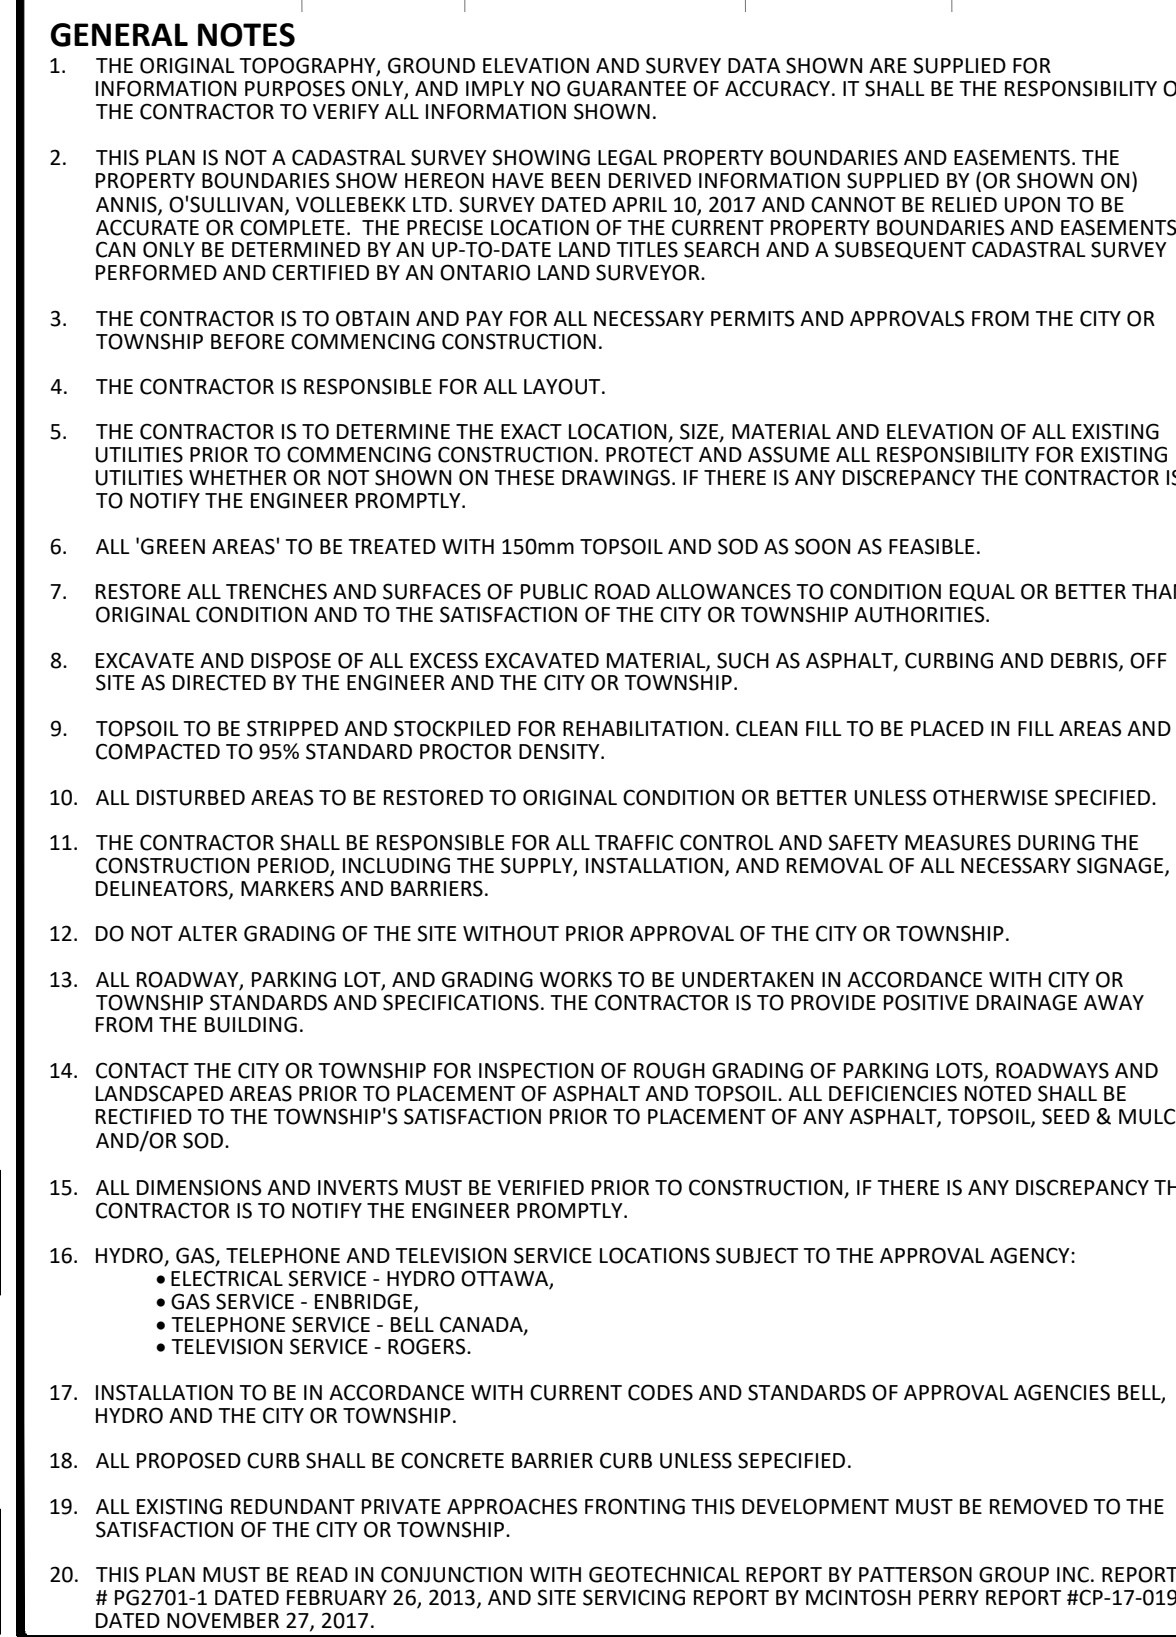 GENERAL NOTES
1. THE ORIGINAL TOPOGRAPHY, GROUND ELEVATION AND SURVEY DATA SHOWN ARE SUPPLIED FOR
INFORMATION PURPOSES ONLY, AND IMPLY NO GUARANTEE OF ACCURACY. IT SHALL BE THE RESPONSIBILITY
THE CONTRACTOR TO VERIFY ALL INFORMATION SHOWN.
2. THIS PLAN IS NOT A CADASTRAL SURVEY SHOWING LEGAL PROPERTY BOUNDARIES AND EASEMENTS. THE
PROPERTY BOUNDARIES SHOW HEREON HAVE BEEN DERIVED INFORMATION SUPPLIED BY (OR SHOWN ON)
ANNIS, O'SULLIVAN, VOLLEBEKK LTD. SURVEY DATED APRIL 10, 2017 AND CANNOT BE RELIED UPON TO BE
ACCURATE OR COMPLETE. THE PRECISE LOCATION OF THE CURRENT PROPERTY BOUNDARIES AND EASEMENTS
CAN ONLY BE DETERMINED BY AN UP-TO-DATE LAND TITLES SEARCH AND A SUBSEQUENT CADASTRAL SURVEY
PERFORMED AND CERTIFIED BY AN ONTARIO LAND SURVEYOR.
3. THE CONTRACTOR IS TO OBTAIN AND PAY FOR ALL NECESSARY PERMITS AND APPROVALS FROM THE CITY OR
TOWNSHIP BEFORE COMMENCING CONSTRUCTION.
4. THE CONTRACTOR IS RESPONSIBLE FOR ALL LAYOUT.
5. THE CONTRACTOR IS TO DETERMINE THE EXACT LOCATION, SIZE, MATERIAL AND ELEVATION OF ALL EXISTING
UTILITIES PRIOR TO COMMENCING CONSTRUCTION. PROTECT AND ASSUME ALL RESPONSIBILITY FOR EXISTING
UTILITIES WHETHER OR NOT SHOWN ON THESE DRAWINGS. IF THERE IS ANY DISCREPANCY THE CONTRACTOR IS
TO NOTIFY THE ENGINEER PROMPTLY.
6. ALL 'GREEN AREAS' TO BE TREATED WITH 150mm TOPSOIL AND SOD AS SOON AS FEASIBLE.
7. RESTORE ALL TRENCHES AND SURFACES OF PUBLIC ROAD ALLOWANCES TO CONDITION EQUAL OR BETTER THAN
ORIGINAL CONDITION AND TO THE SATISFACTION OF THE CITY OR TOWNSHIP AUTHORITIES.
8. EXCAVATE AND DISPOSE OF ALL EXCESS EXCAVATED MATERIAL, SUCH AS ASPHALT, CURBING AND DEBRIS, OFF
SITE AS DIRECTED BY THE ENGINEER AND THE CITY OR TOWNSHIP.
9. TOPSOIL TO BE STRIPPED AND STOCKPILED FOR REHABILITATION. CLEAN FILL TO BE PLACED IN FILL AREAS AND
COMPACTED TO 95% STANDARD PROCTOR DENSITY.
10. ALL DISTURBED AREAS TO BE RESTORED TO ORIGINAL CONDITION OR BETTER UNLESS OTHERWISE SPECIFIED.
11. THE CONTRACTOR SHALL BE RESPONSIBLE FOR ALL TRAFFIC CONTROL AND SAFETY MEASURES DURING THE
CONSTRUCTION PERIOD, INCLUDING THE SUPPLY, INSTALLATION, AND REMOVAL OF ALL NECESSARY SIGNAGE,
DELINEATORS, MARKERS AND BARRIERS.
12. DO NOT ALTER GRADING OF THE SITE WITHOUT PRIOR APPROVAL OF THE CITY OR TOWNSHIP.
13. ALL ROADWAY, PARKING LOT, AND GRADING WORKS TO BE UNDERTAKEN IN ACCORDANCE WITH CITY OR
TOWNSHIP STANDARDS AND SPECIFICATIONS. THE CONTRACTOR IS TO PROVIDE POSITIVE DRAINAGE AWAY
FROM THE BUILDING.
14. CONTACT THE CITY OR TOWNSHIP FOR INSPECTION OF ROUGH GRADING OF PARKING LOTS, ROADWAYS AND
LANDSCAPED AREAS PRIOR TO PLACEMENT OF ASPHALT AND TOPSOIL. ALL DEFICIENCIES NOTED SHALL BE
RECTIFIED TO THE TOWNSHIP'S SATISFACTION PRIOR TO PLACEMENT OF ANY ASPHALT, TOPSOIL, SEED & MULC
AND/OR SOD.
15. ALL DIMENSIONS AND INVERTS MUST BE VERIFIED PRIOR TO CONSTRUCTION, IF THERE IS ANY DISCREPANCY TH
CONTRACTOR IS TO NOTIFY THE ENGINEER PROMPTLY.
16. HYDRO, GAS, TELEPHONE AND TELEVISION SERVICE LOCATIONS SUBJECT TO THE APPROVAL AGENCY:
• ELECTRICAL SERVICE - HYDRO OTTAWA,
• GAS SERVICE - ENBRIDGE,
• TELEPHONE SERVICE - BELL CANADA,
• TELEVISION SERVICE - ROGERS.
17. INSTALLATION TO BE IN ACCORDANCE WITH CURRENT CODES AND STANDARDS OF APPROVAL AGENCIES BELL,
HYDRO AND THE CITY OR TOWNSHIP.
18. ALL PROPOSED CURB SHALL BE CONCRETE BARRIER CURB UNLESS SEPECIFIED.
19. ALL EXISTING REDUNDANT PRIVATE APPROACHES FRONTING THIS DEVELOPMENT MUST BE REMOVED TO THE
SATISFACTION OF THE CITY OR TOWNSHIP.
20. THIS PLAN MUST BE READ IN CONJUNCTION WITH GEOTECHNICAL REPORT BY PATTERSON GROUP INC. REPORT
# PG2701-1 DATED FEBRUARY 26, 2013, AND SITE SERVICING REPORT BY MCINTOSH PERRY REPORT #CP-17-019
DATED NOVEMBER 27, 2017.